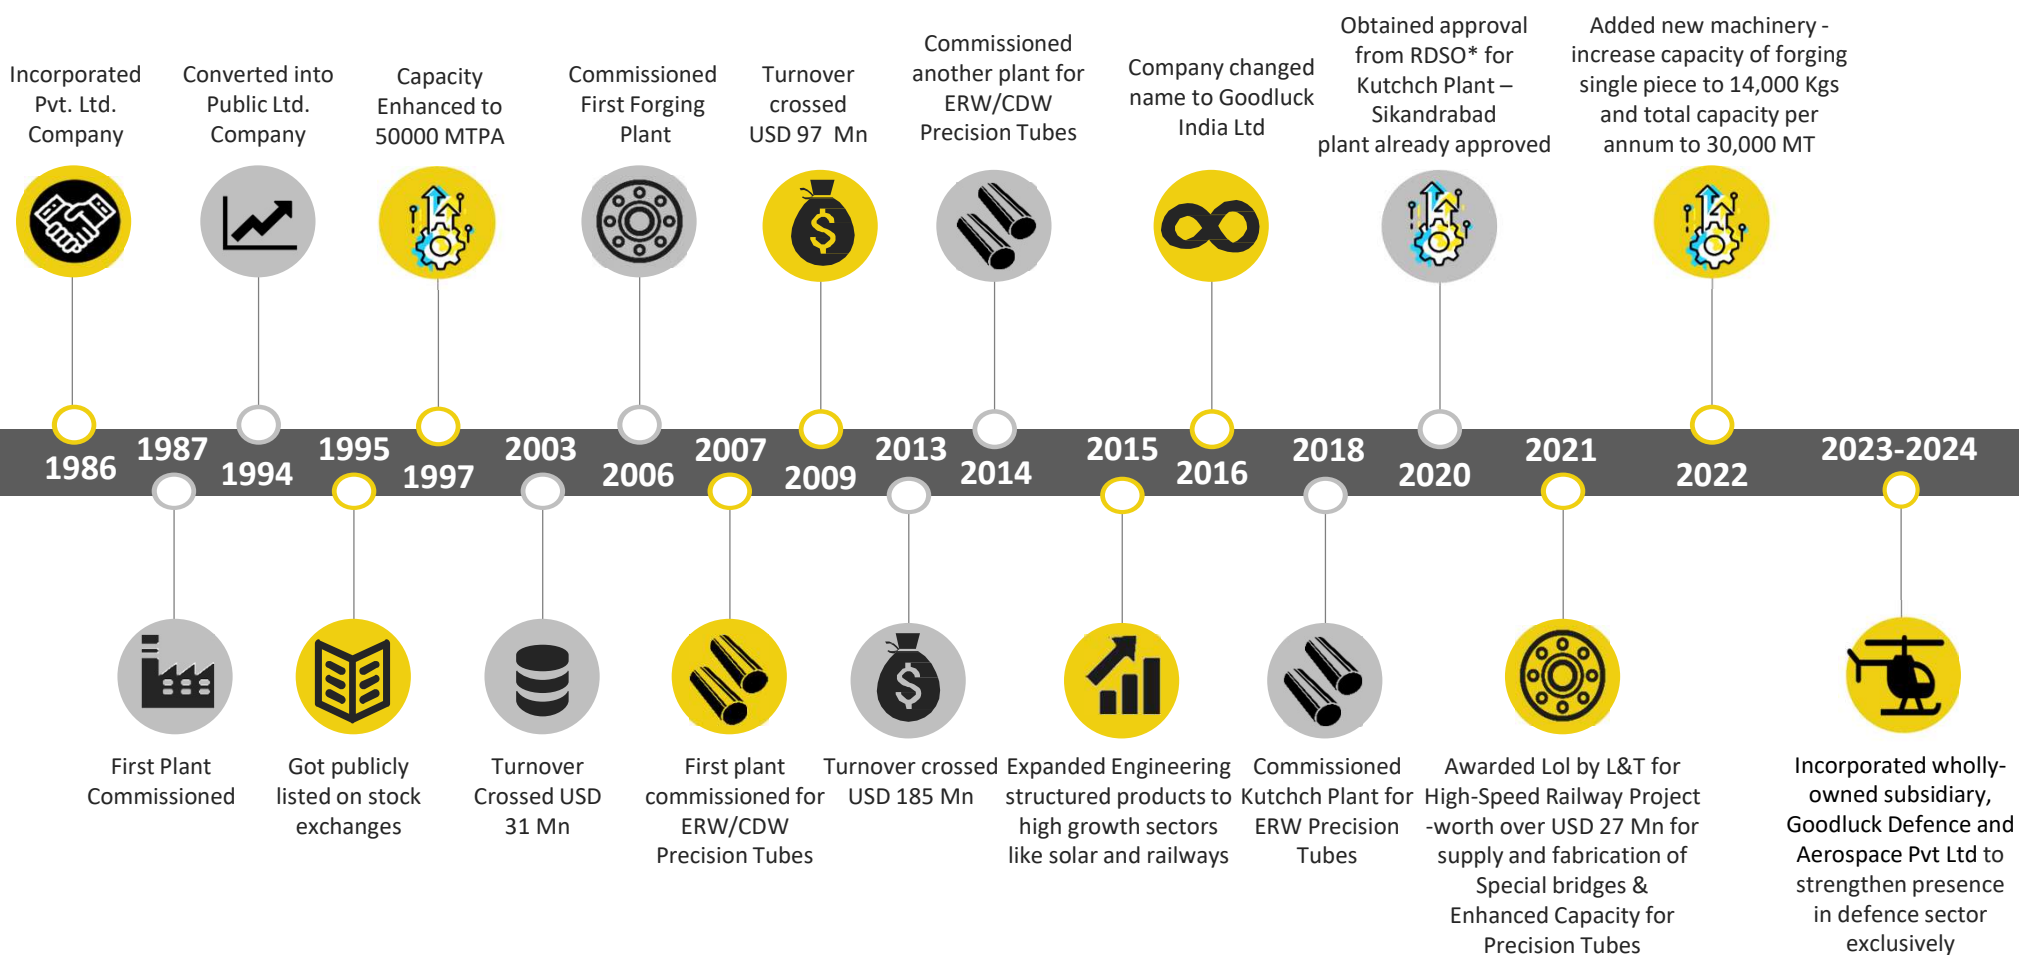 Incorporated
Pvt. Ltd.
Company
Converted into
Public Ltd.
Company
Capacity
Enhanced to
50000 MTPA
Commissioned
First Forging
Plant
Turnover
crossed
USD 97 Mn
Commissioned
another plant for
ERW/CDW
Precision Tubes
Company changed
name to Goodluck
India Ltd
Obtained approval
from RDSO* for
Kutchch Plant –
Sikandrabad
plant already approved
Added new machinery -
increase capacity of forging
single piece to 14,000 Kgs
and total capacity per
annum to 30,000 MT
1986
1987
1994
1995
1997
2003
2006
2007
2009
2013
2014
2015
2016
2018
2020
2021
2022
2023-2024
First Plant
Commissioned
Got publicly
listed on stock
exchanges
Turnover
Crossed USD
31 Mn
First plant
commissioned for
ERW/CDW
Precision Tubes
Turnover crossed
USD 185 Mn
Expanded Engineering
structured products to
high growth sectors
like solar and railways
Commissioned
Kutchch Plant for
ERW Precision
Tubes
Awarded LoI by L&T for
High-Speed Railway Project
-worth over USD 27 Mn for
supply and fabrication of
Special bridges &
Enhanced Capacity for
Precision Tubes
Incorporated wholly-
owned subsidiary,
Goodluck Defence and
Aerospace Pvt Ltd to
strengthen presence
in defence sector
exclusively